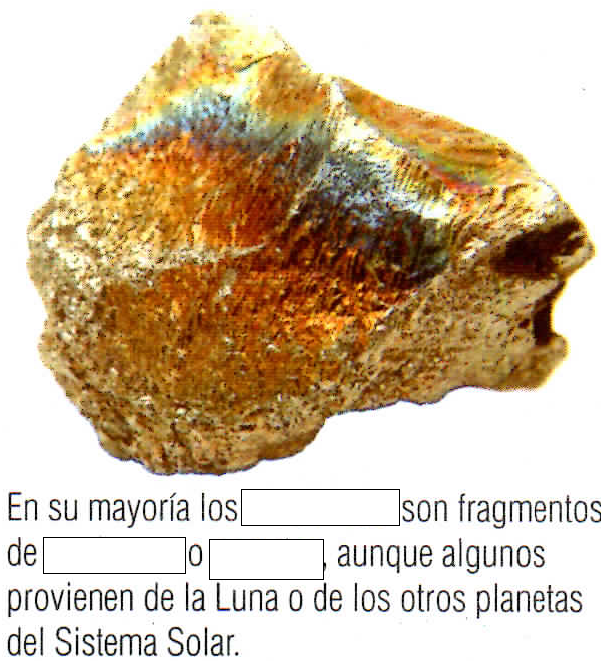 En su mayoría los son fragmentos
de o , aunque algunos
provienen de la Luna o de los otros planetas
del Sistema Solar.